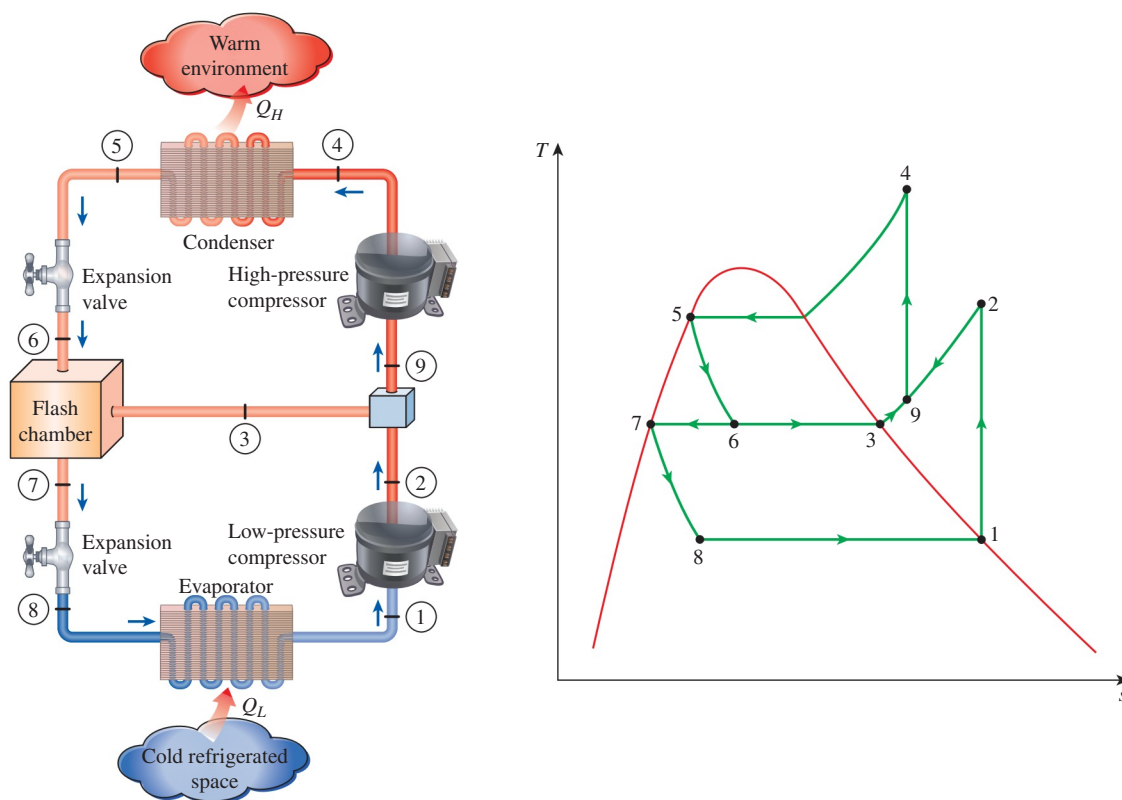 Warm
environment
Q_H
5
4
Condenser
Expansion
valve
High-pressure
compressor
6
9
Flash
chamber
3
7
2
Expansion
valve
Low-pressure
compressor
Evaporator
8
1
Q_L
Cold refrigerated
space
T
4
2
5
9
7
6
3
8
1
s